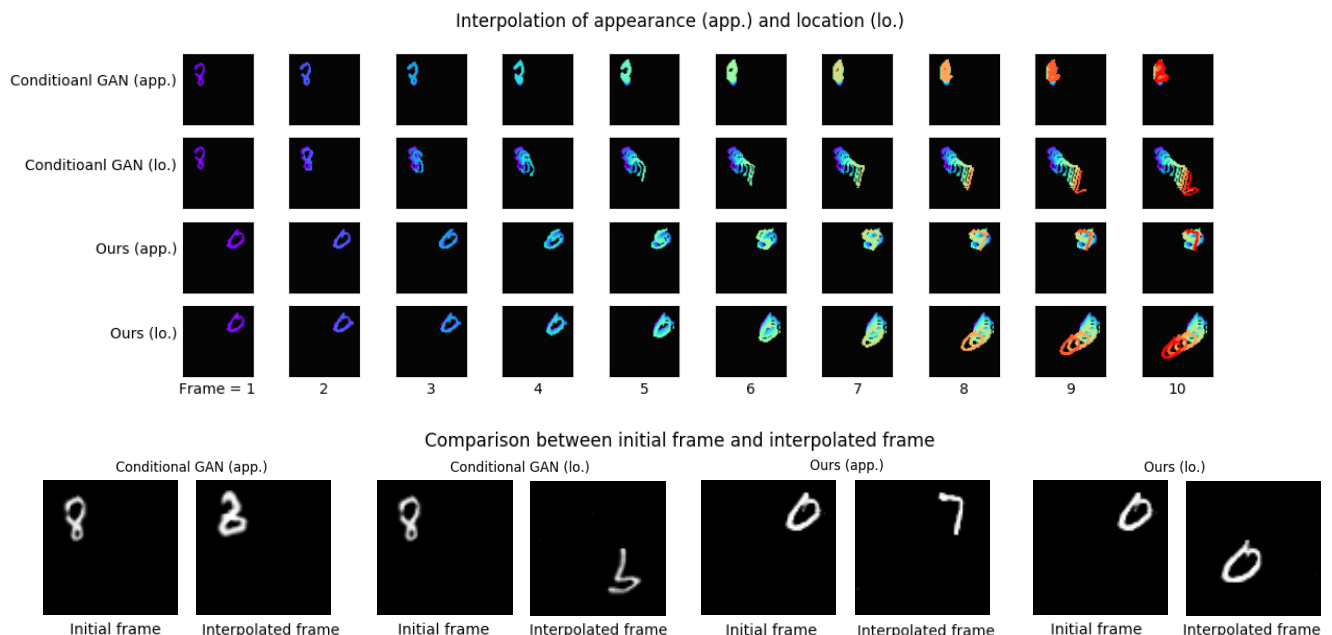 Interpolation of appearance (app.) and location (lo.)
Conditioanl GAN (app.)
Conditioanl GAN (lo.)
Ours (app.)
Ours (lo.)
Frame = 1 2 3 4 5 6 7 8 9 10
Comparison between initial frame and interpolated frame
Conditional GAN (app.) Conditional GAN (lo.) Ours (app.) Ours (lo.)
Initial frame Interpolated frame Initial frame Interpolated frame Initial frame Interpolated frame Initial frame Interpolated frame